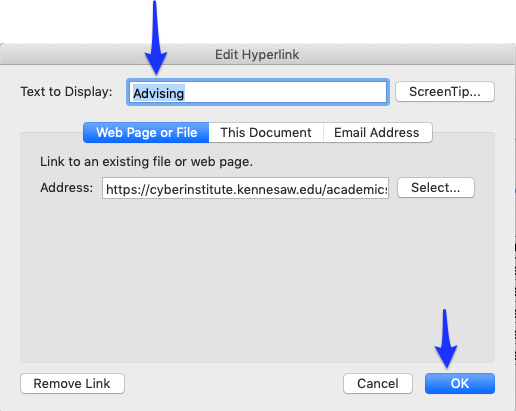 Edit Hyperlink
Text to Display: Advising ScreenTip...
Web Page or File This Document Email Address
Link to an existing file or web page.
Address: https://cyberinstitute.kennesaw.edu/academics Select...
Remove Link Cancel OK